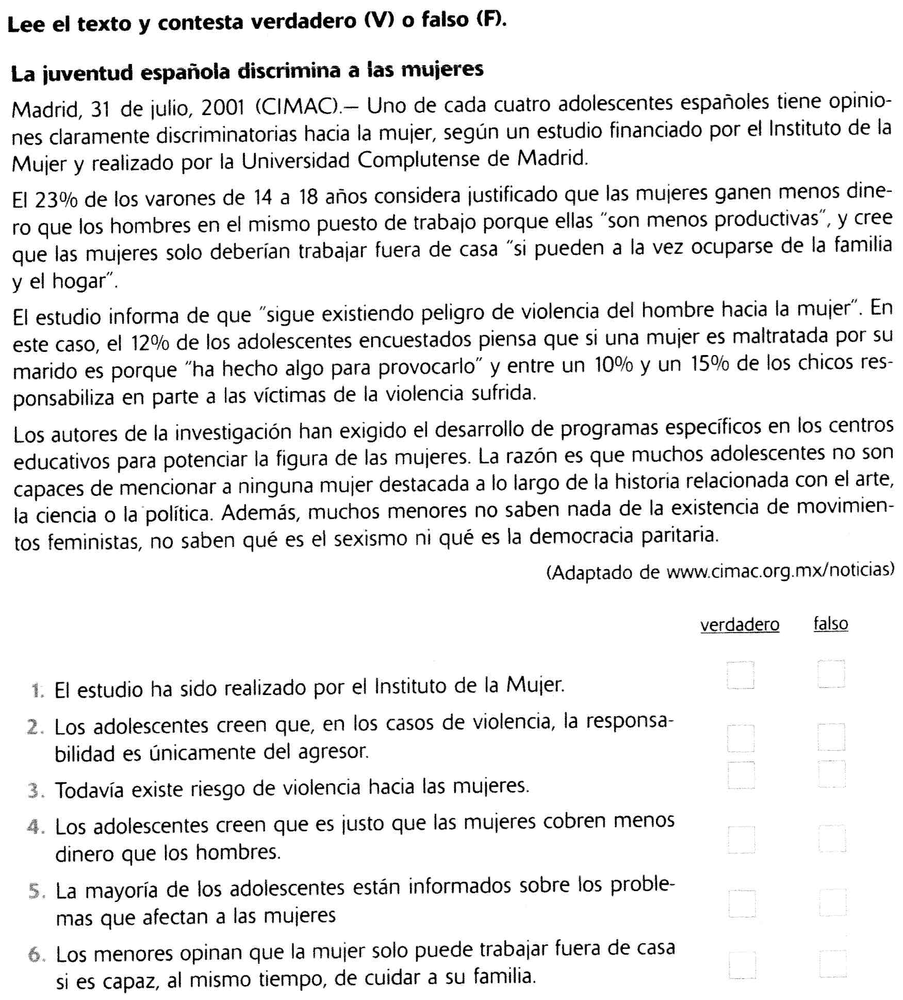 Lee el texto y contesta verdadero (V) o falso (F).
La juventud española discrimina a las mujeres
Madrid, 31 de julio, 2001 (CIMAC).— Uno de cada cuatro adolescentes españoles tiene opinio-
nes claramente discriminatorias hacia la mujer, según un estudio financiado por el Instituto de la
Mujer y realizado por la Universidad Complutense de Madrid.
El 23% de los varones de 14 a 18 años considera justificado que las mujeres ganen menos dine-
ro que los hombres en el mismo puesto de trabajo porque ellas "son menos productivas", y cree
que las mujeres solo deberían trabajar fuera de casa "si pueden a la vez ocuparse de la familia
y el hogar".
El estudio informa de que "sigue existiendo peligro de violencia del hombre hacia la mujer". En
este caso, el 12% de los adolescentes encuestados piensa que si una mujer es maltratada por su
marido es porque "ha hecho algo para provocarlo" y entre un 10% y un 15% de los chicos res-
ponsabiliza en parte a las víctimas de la violencia sufrida.
Los autores de la investigación han exigido el desarrollo de programas específicos en los centros
educativos para potenciar la figura de las mujeres. La razón es que muchos adolescentes no son
capaces de mencionar a ninguna mujer destacada a lo largo de la historia relacionada con el arte,
la ciencia o la política. Además, muchos menores no saben nada de la existencia de movimien-
tos feministas, no saben qué es el sexismo ni qué es la democracia paritaria.
(Adaptado de www.cimac.org.mx/noticias)
verdadero falso
1. El estudio ha sido realizado por el Instituto de la Mujer.
2. Los adolescentes creen que, en los casos de violencia, la responsa-
bilidad es únicamente del agresor.
3. Todavía existe riesgo de violencia hacia las mujeres.
4. Los adolescentes creen que es justo que las mujeres cobren menos
dinero que los hombres.
5. La mayoría de los adolescentes están informados sobre los proble-
mas que afectan a las mujeres
6. Los menores opinan que la mujer solo puede trabajar fuera de casa
si es capaz, al mismo tiempo, de cuidar a su familia.